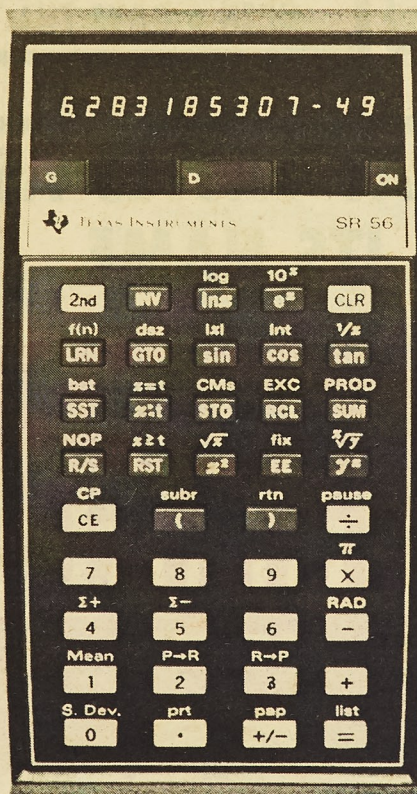 6.283185307-49
G D ON
TEXAS INSTRUMENTS SR 56
log 10ˣ
2nd INV lnx eˣ CLR
f(n) dsz |x| Int 1/x
LRN GTO sin cos tan
bst x=t CMs EXC PROD
SST x⇄t STO RCL SUM
NOP x≥t √x fix ˣ√y
R/S RST x² EE yˣ
CP subr rtn pause
CE ( ) ÷
π
7 8 9 X
Σ+ Σ− RAD
4 5 6 −
Mean P→R R→P
1 2 3 +
S. Dev. prt pap list
0 . +/− =